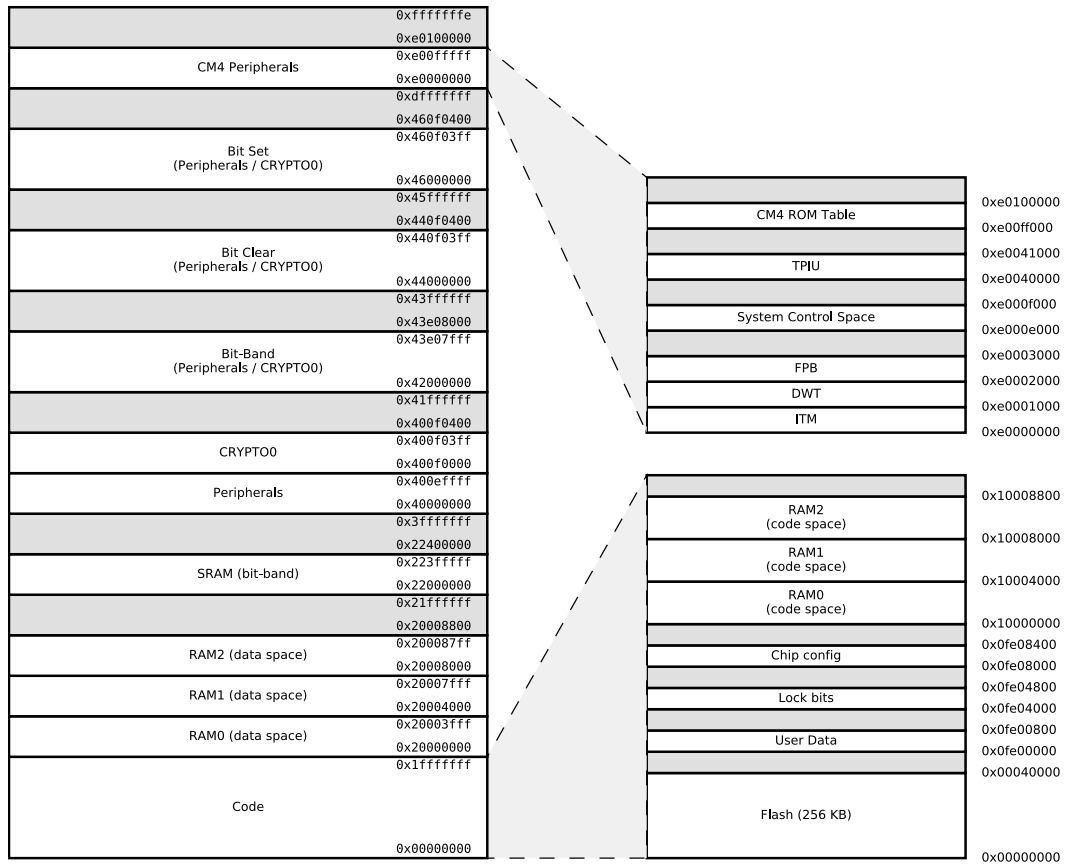 0xfffffffe
0xe0100000
CM4 Peripherals
0xe00fffff
0xe0000000
0xdfffffff
0x460f0400
Bit Set
(Peripherals / CRYPTO0)
0x460f03ff
0x46000000
0x45ffffff
0x440f0400
Bit Clear
(Peripherals / CRYPTO0)
0x440f03ff
0x44000000
0x43ffffff
0x43e08000
Bit-Band
(Peripherals / CRYPTO0)
0x43e07fff
0x42000000
0x41ffffff
0x400f0400
CRYPTO0
0x400f03ff
0x400f0000
Peripherals
0x400effff
0x40000000
0x3fffffff
0x22400000
SRAM (bit-band)
0x223fffff
0x22000000
0x21ffffff
0x20008800
RAM2 (data space)
0x200087ff
0x20008000
RAM1 (data space)
0x20007fff
0x20004000
RAM0 (data space)
0x20003fff
0x20000000
Code
0x1fffffff
0x00000000
0xe0100000
CM4 ROM Table
0xe00ff000
0xe0041000
TPIU
0xe0040000
0xe000f000
System Control Space
0xe000e000
0xe0003000
FPB
0xe0002000
DWT
0xe0001000
ITM
0xe0000000
0x10008800
RAM2
(code space)
0x10008000
RAM1
(code space)
0x10004000
RAM0
(code space)
0x10000000
0x0fe08400
Chip config
0x0fe08000
0x0fe04800
Lock bits
0x0fe04000
0x0fe00800
User Data
0x0fe00000
0x00040000
Flash (256 KB)
0x00000000